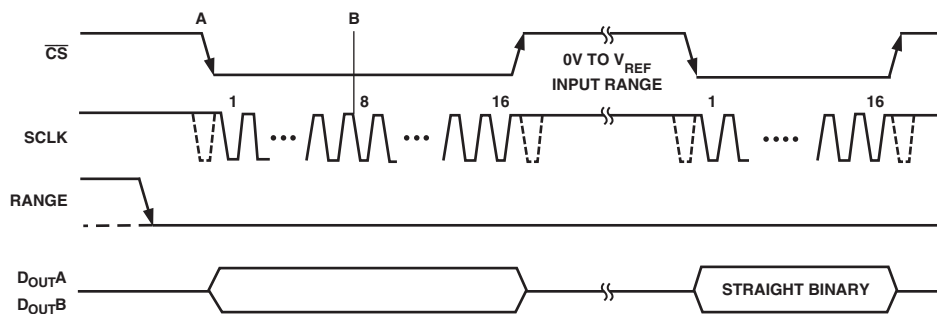 A
B
CS
0V TO VREF
INPUT RANGE
1
8
16
1
16
SCLK
RANGE
DOUTA
DOUTB
STRAIGHT BINARY